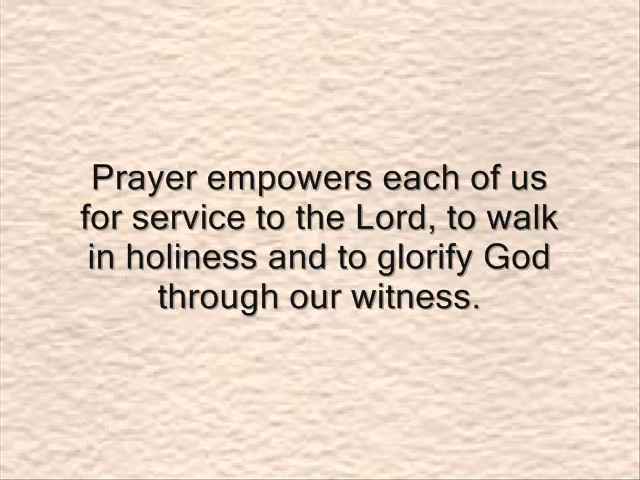 Prayer empowers each of us
for service to the Lord, to walk
in holiness and to glorify God
through our witness.